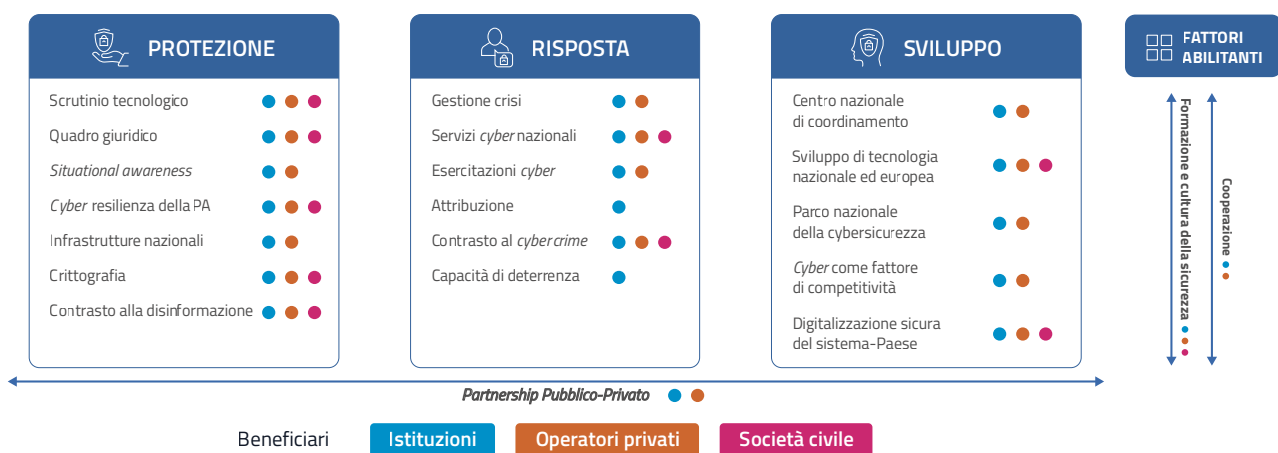 PROTEZIONE
Scrutinio tecnologico
Quadro giuridico
Situational awareness
Cyber resilienza della PA
Infrastrutture nazionali
Crittografia
Contrasto alla disinformazione
RISPOSTA
Gestione crisi
Servizi cyber nazionali
Esercitazioni cyber
Attribuzione
Contrasto al cybercrime
Capacità di deterrenza
SVILUPPO
Centro nazionale
di coordinamento
Sviluppo di tecnologia
nazionale ed europea
Parco nazionale
della cybersicurezza
Cyber come fattore
di competitività
Digitalizzazione sicura
del sistema-Paese
FATTORI
ABILITANTI
Formazione e cultura della sicurezza
Cooperazione
Partnership Pubblico-Privato
Beneficiari
Istituzioni
Operatori privati
Società civile